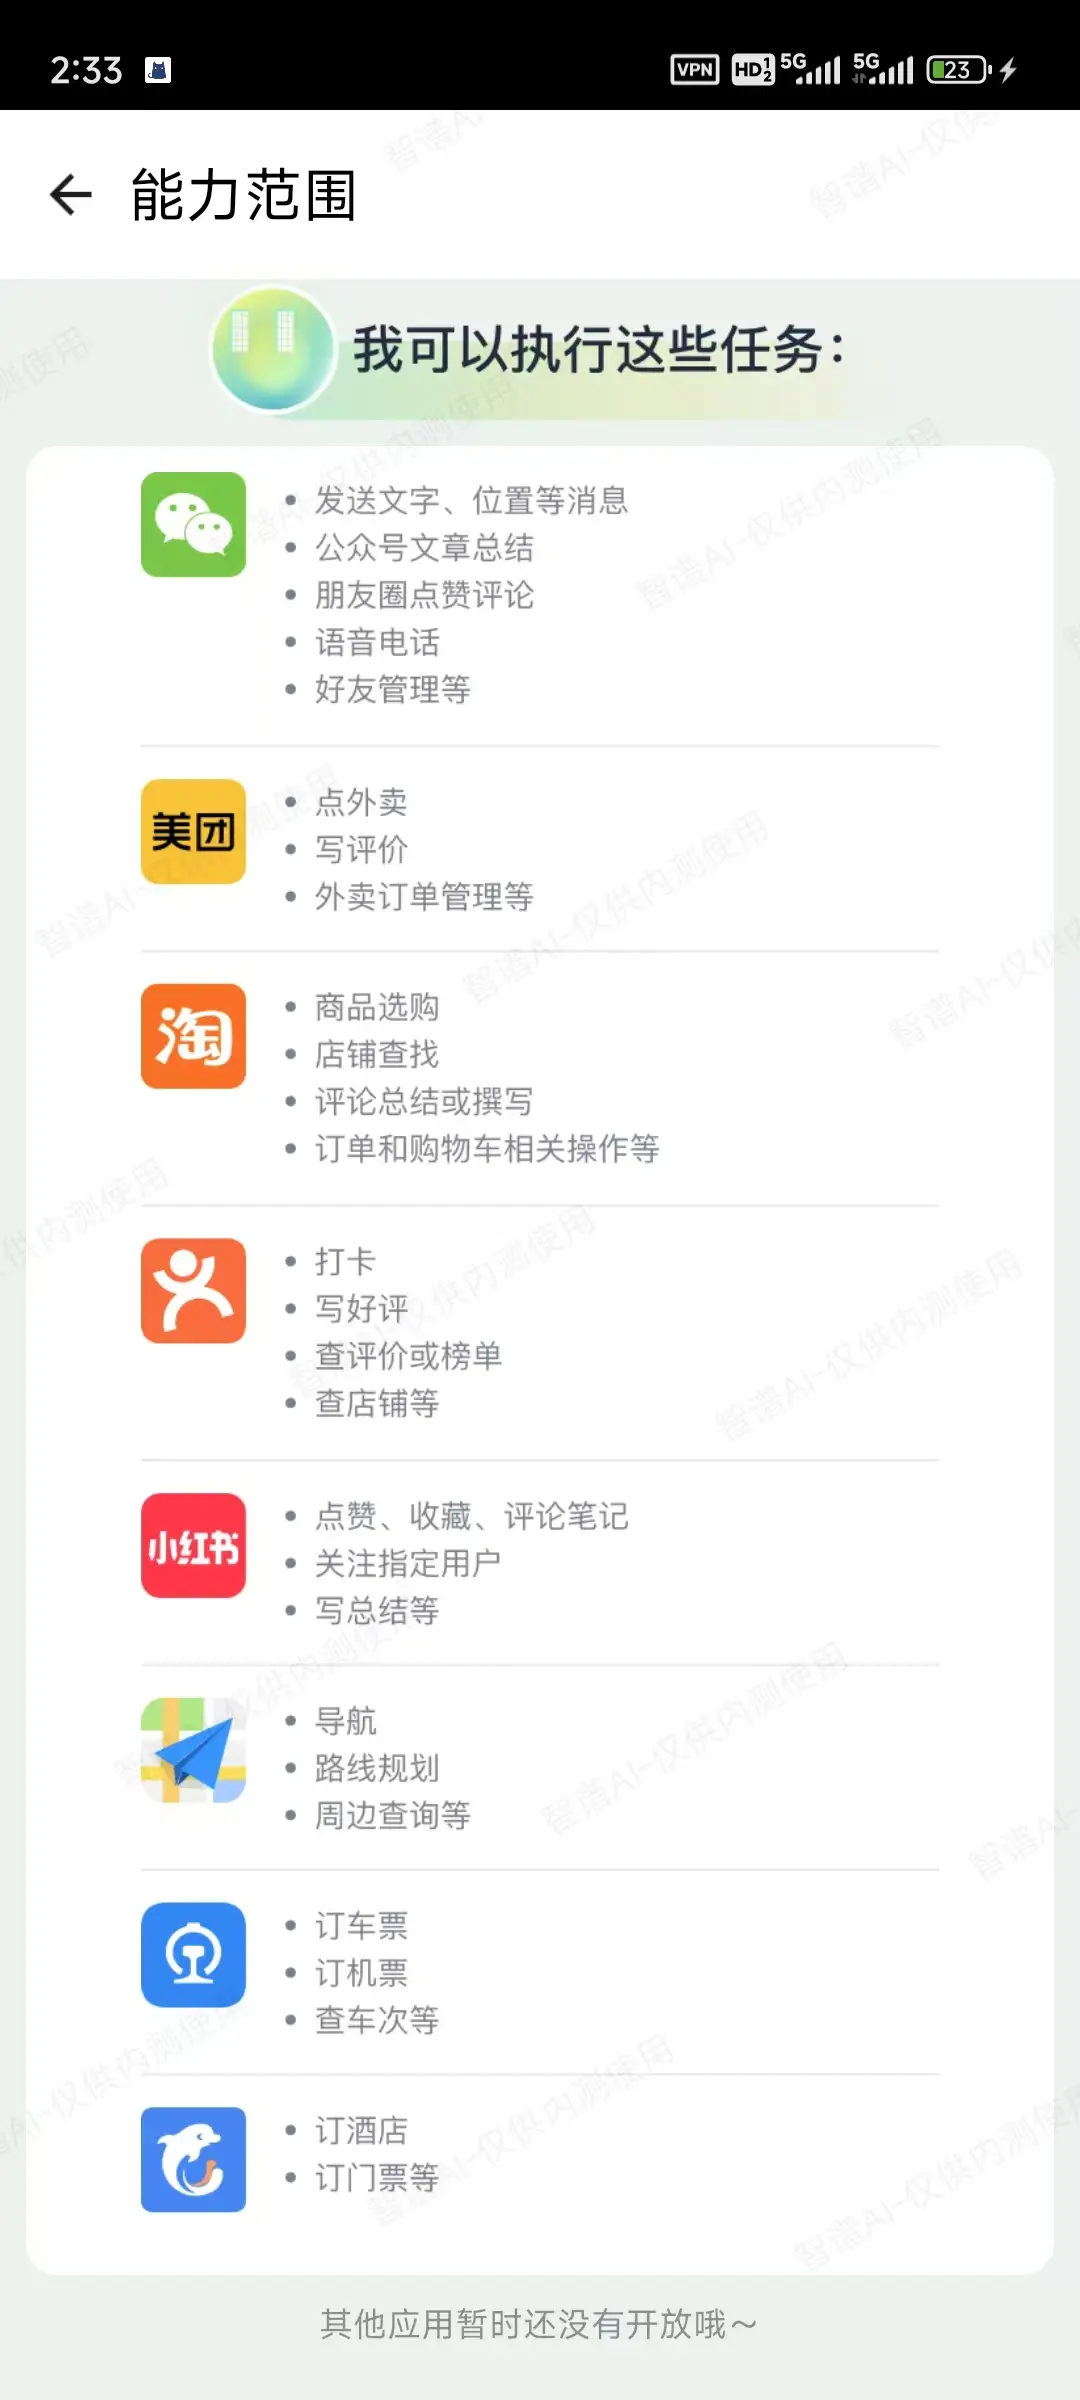 2:33
VPN HD 1 2 5G 5G 23
能力范围
我可以执行这些任务：
发送文字、位置等消息
公众号文章总结
朋友圈点赞评论
语音电话
好友管理等
美团
点外卖
写评价
外卖订单管理等
淘
商品选购
店铺查找
评论总结或撰写
订单和购物车相关操作等
打卡
写好评
查评价或榜单
查店铺等
小红书
点赞、收藏、评论笔记
关注指定用户
写总结等
导航
路线规划
周边查询等
订车票
订机票
查车次等
订酒店
订门票等
其他应用暂时还没有开放哦～
智谱AI-仅供内测使用